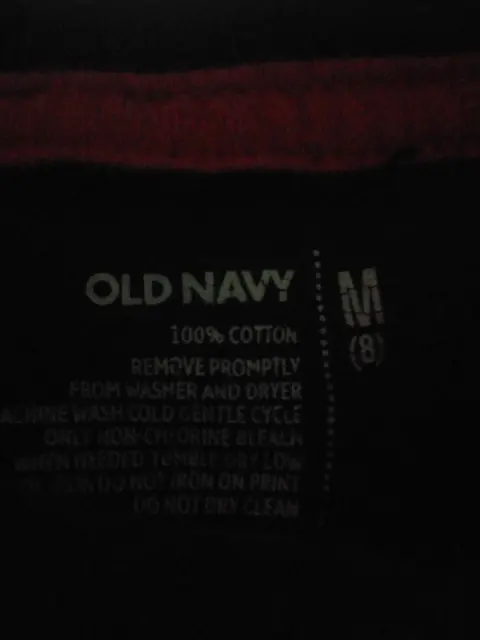 OLD NAVY
100% COTTON
REMOVE PROMPTLY
FROM WASHER AND DRYER
WASH COLD GENTLE CYCLE
ONLY NON-CHLORINE BLEACH
WHEN NEEDED TUMBLE DRY LOW
DO NOT IRON ON PRINT
DO NOT DRY CLEAN
M
(8)